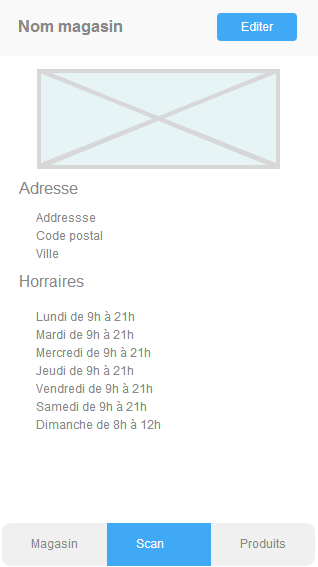 Nom magasin
Editer
Adresse
Addressse
Code postal
Ville
Horraires
Lundi de 9h à 21h
Mardi de 9h à 21h
Mercredi de 9h à 21h
Jeudi de 9h à 21h
Vendredi de 9h à 21h
Samedi de 9h à 21h
Dimanche de 8h à 12h
Magasin
Scan
Produits